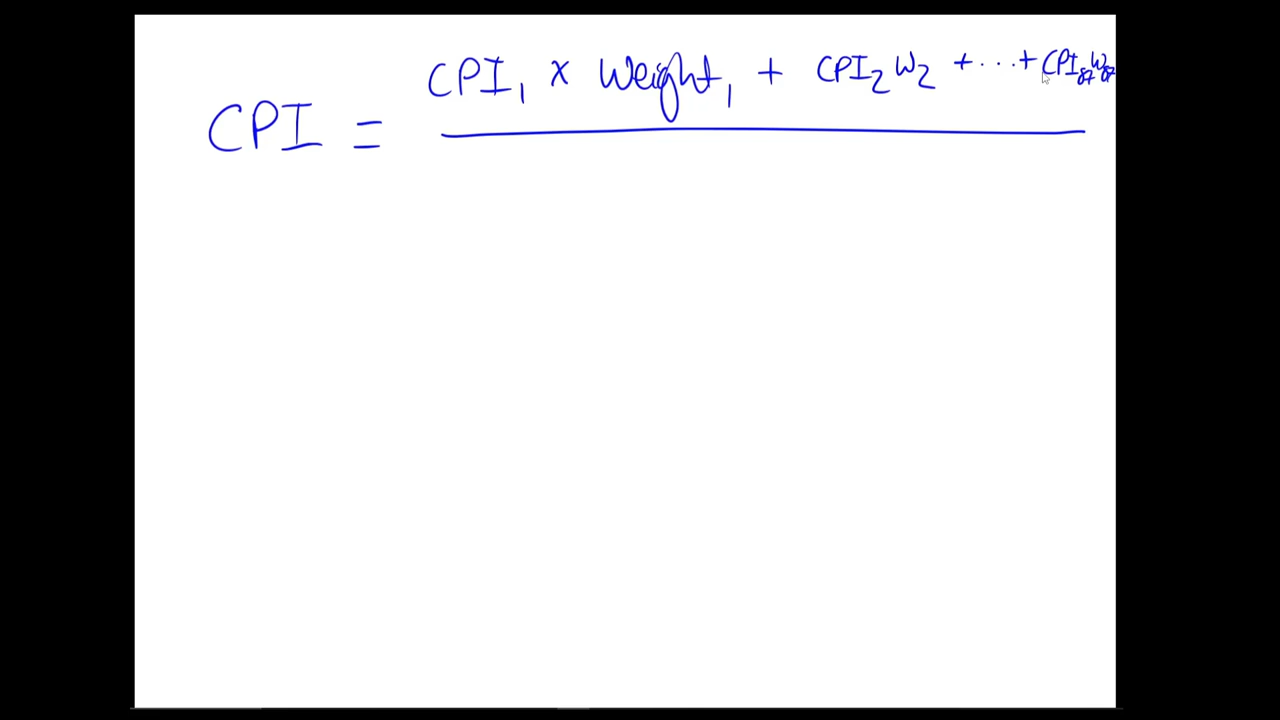 CPI₁ x Weight₁ + CPI₂ W₂ + ... + CPI₈₇ W₈₇
CPI =